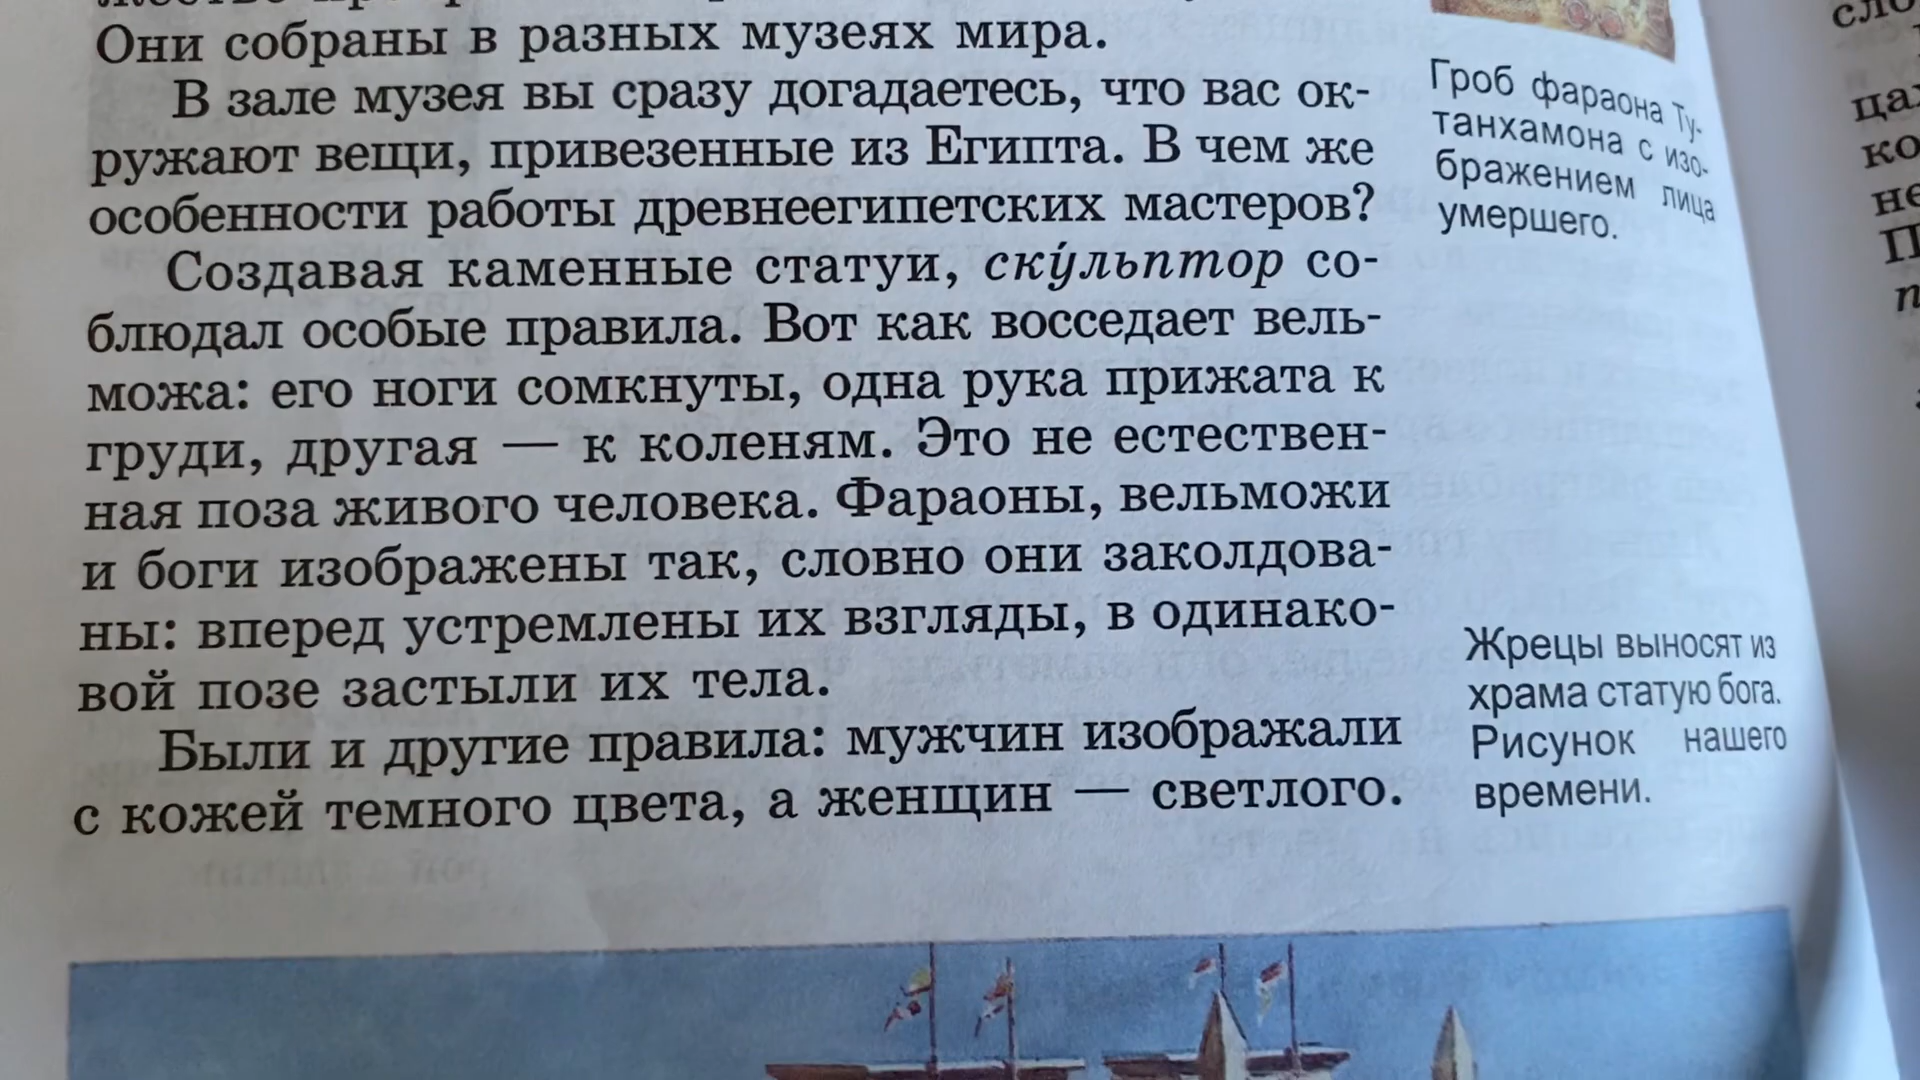 Они собраны в разных музеях мира.
В зале музея вы сразу догадаетесь, что вас ок-
ружают вещи, привезенные из Египта. В чем же
особенности работы древнеегипетских мастеров?
Создавая каменные статуи, ску́льптор со-
блюдал особые правила. Вот как восседает вель-
можа: его ноги сомкнуты, одна рука прижата к
груди, другая — к коленям. Это не естествен-
ная поза живого человека. Фараоны, вельможи
и боги изображены так, словно они заколдова-
ны: вперед устремлены их взгляды, в одинако-
вой позе застыли их тела.
Были и другие правила: мужчин изображали
с кожей темного цвета, а женщин — светлого.
Гроб фараона Ту-
танхамона с изо-
бражением лица
умершего.
Жрецы выносят из
храма статую бога.
Рисунок нашего
времени.